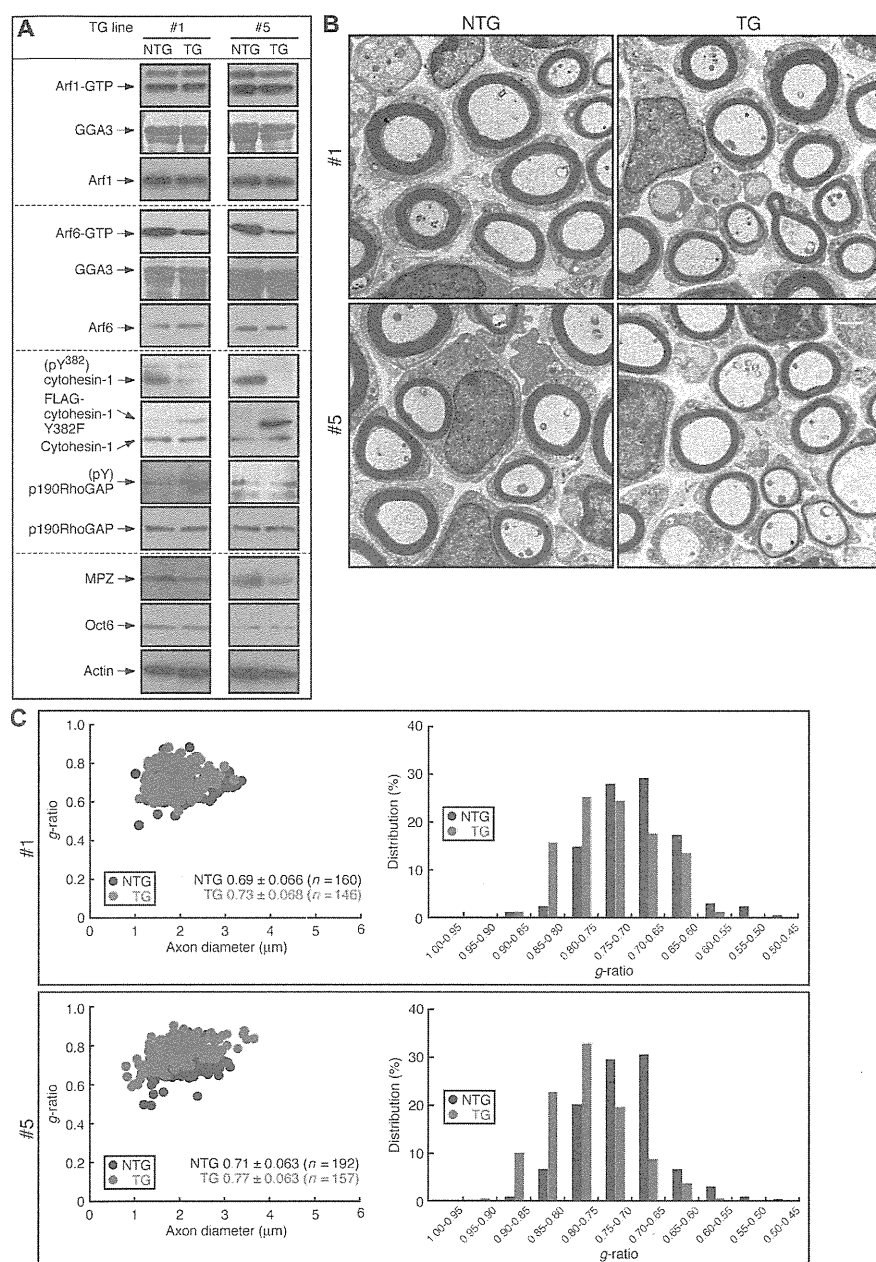 A
TG line #1 #5
NTG TG NTG TG
Arf1-GTP
GGA3
Arf1
Arf6-GTP
GGA3
Arf6
(pY382)
cytohesin-1
FLAG-
cytohesin-1
Y382F
Cytohesin-1
(pY)
p190RhoGAP
p190RhoGAP
MPZ
Oct6
Actin
B
NTG TG
#1
#5
C
#1
1.0
0.8
0.6
0.4
0.2
0
g-ratio
NTG
TG
NTG 0.69 ± 0.066 (n = 160)
TG 0.73 ± 0.068 (n = 146)
0 1 2 3 4 5 6
Axon diameter (μm)
40
30
20
10
0
Distribution (%)
NTG
TG
1.00-0.95
0.95-0.90
0.90-0.85
0.85-0.80
0.80-0.75
0.75-0.70
0.70-0.65
0.65-0.60
0.60-0.55
0.55-0.50
0.50-0.45
g-ratio
#5
1.0
0.8
0.6
0.4
0.2
0
g-ratio
NTG
TG
NTG 0.71 ± 0.063 (n = 192)
TG 0.77 ± 0.063 (n = 157)
0 1 2 3 4 5 6
Axon diameter (μm)
40
30
20
10
0
Distribution (%)
NTG
TG
1.00-0.95
0.95-0.90
0.90-0.85
0.85-0.80
0.80-0.75
0.75-0.70
0.70-0.65
0.65-0.60
0.60-0.55
0.55-0.50
0.50-0.45
g-ratio